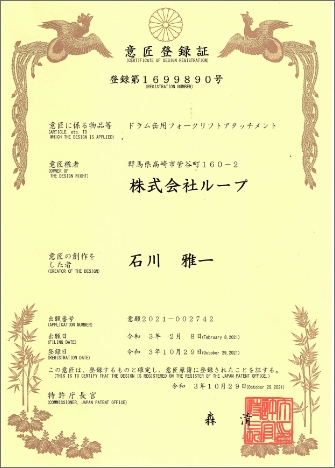 意匠登録証
(CERTIFICATE OF DESIGN REGISTRATION)
登録第1699890号
(REGISTRATION NUMBER)
意匠に係る物品等 ドラム缶用フォークリフトアタッチメント
(ARTICLE etc. TO
WHICH THE DESIGN IS APPLIED)
意匠権者 群馬県高崎市菅谷町160-2
(OWNER OF
THE DESIGN RIGHT)
株式会社ループ
意匠の創作を
した者 石川 雅一
(CREATOR OF THE DESIGN)
出願番号 意願2021-002742
(APPLICATION NUMBER)
出願日 令和 3年 2月 8日(February 8,2021)
(FILING DATE)
登録日 令和 3年10月29日(October 29,2021)
(REGISTRATION DATE)
この意匠は、登録するものと確定し、意匠原簿に登録されたことを証する。
(THIS IS TO CERTIFY THAT THE DESIGN IS REGISTERED ON THE REGISTER OF THE JAPAN PATENT OFFICE.)
令和 3年10月29日(October 29,2021)
特許庁長官
(COMMISSIONER, JAPAN PATENT OFFICE)
森 清